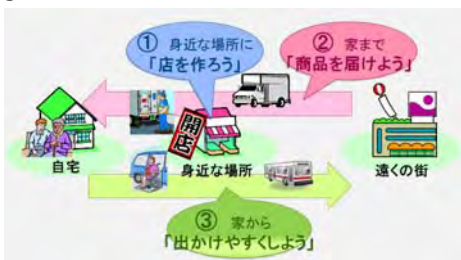 ① 身近な場所に
「店を作ろう」
② 家まで
「商品を届けよう」
開店
自宅
身近な場所
遠くの街
③ 家から
「出かけやすくしよう」